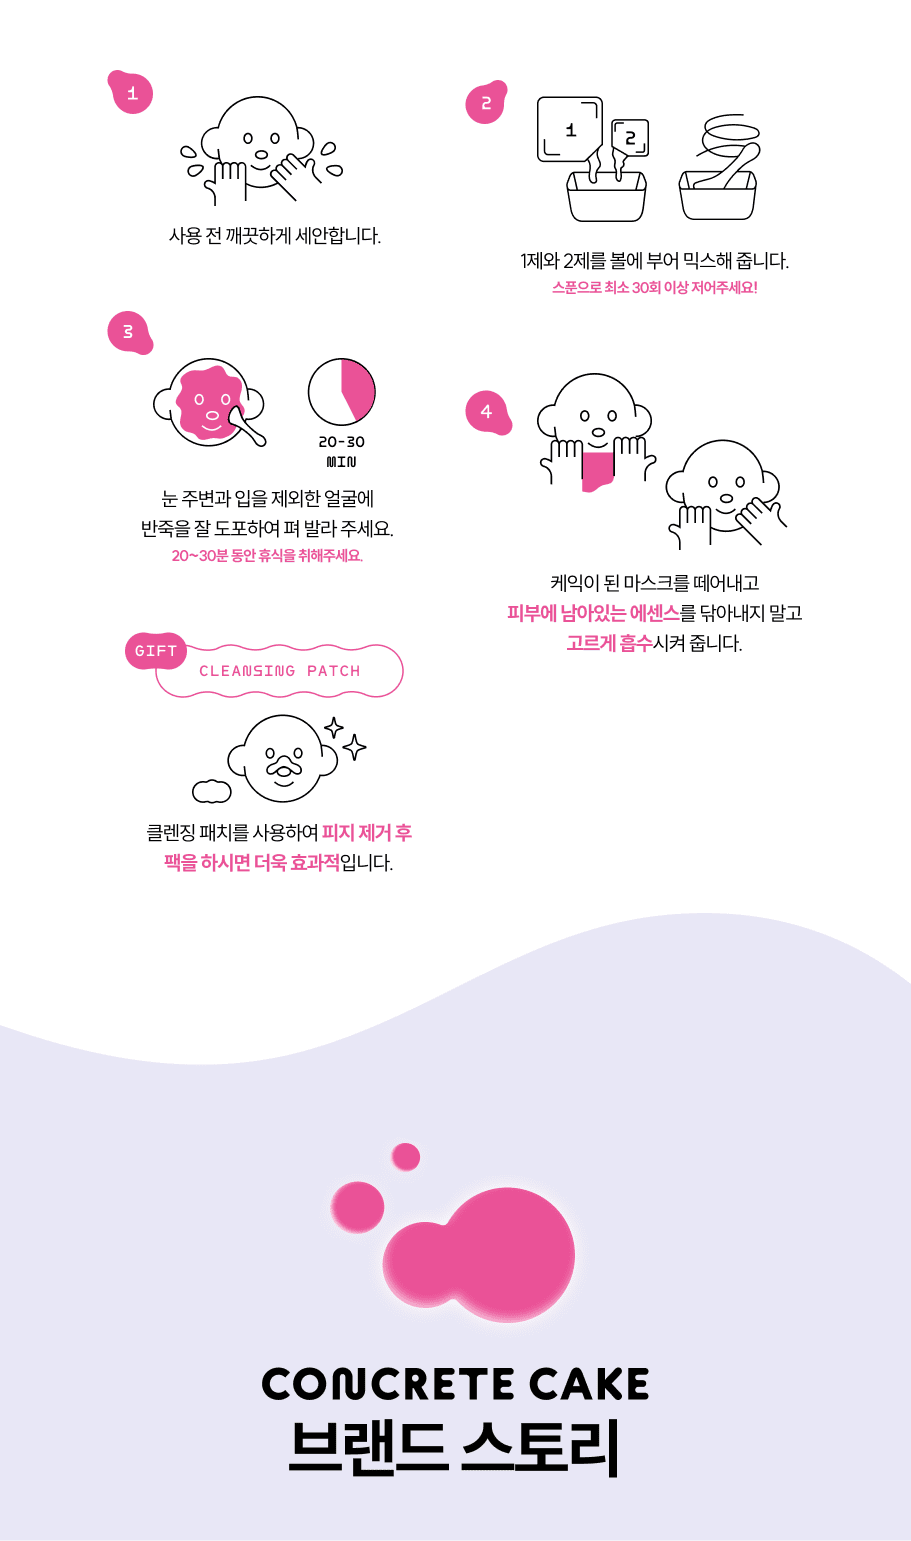 1
사용 전 깨끗하게 세안합니다.
2
1
2
1제와 2제를 볼에 부어 믹스해 줍니다.
스푼으로 최소 30회 이상 저어주세요!
3
20-30
MIN
눈 주변과 입을 제외한 얼굴에
반죽을 잘 도포하여 펴 발라 주세요.
20~30분 동안 휴식을 취해주세요.
4
케익이 된 마스크를 떼어내고
피부에 남아있는 에센스를 닦아내지 말고
고르게 흡수시켜 줍니다.
GIFT
CLEANSING PATCH
클렌징 패치를 사용하여 피지 제거 후
팩을 하시면 더욱 효과적입니다.
CONCRETE CAKE
브랜드 스토리